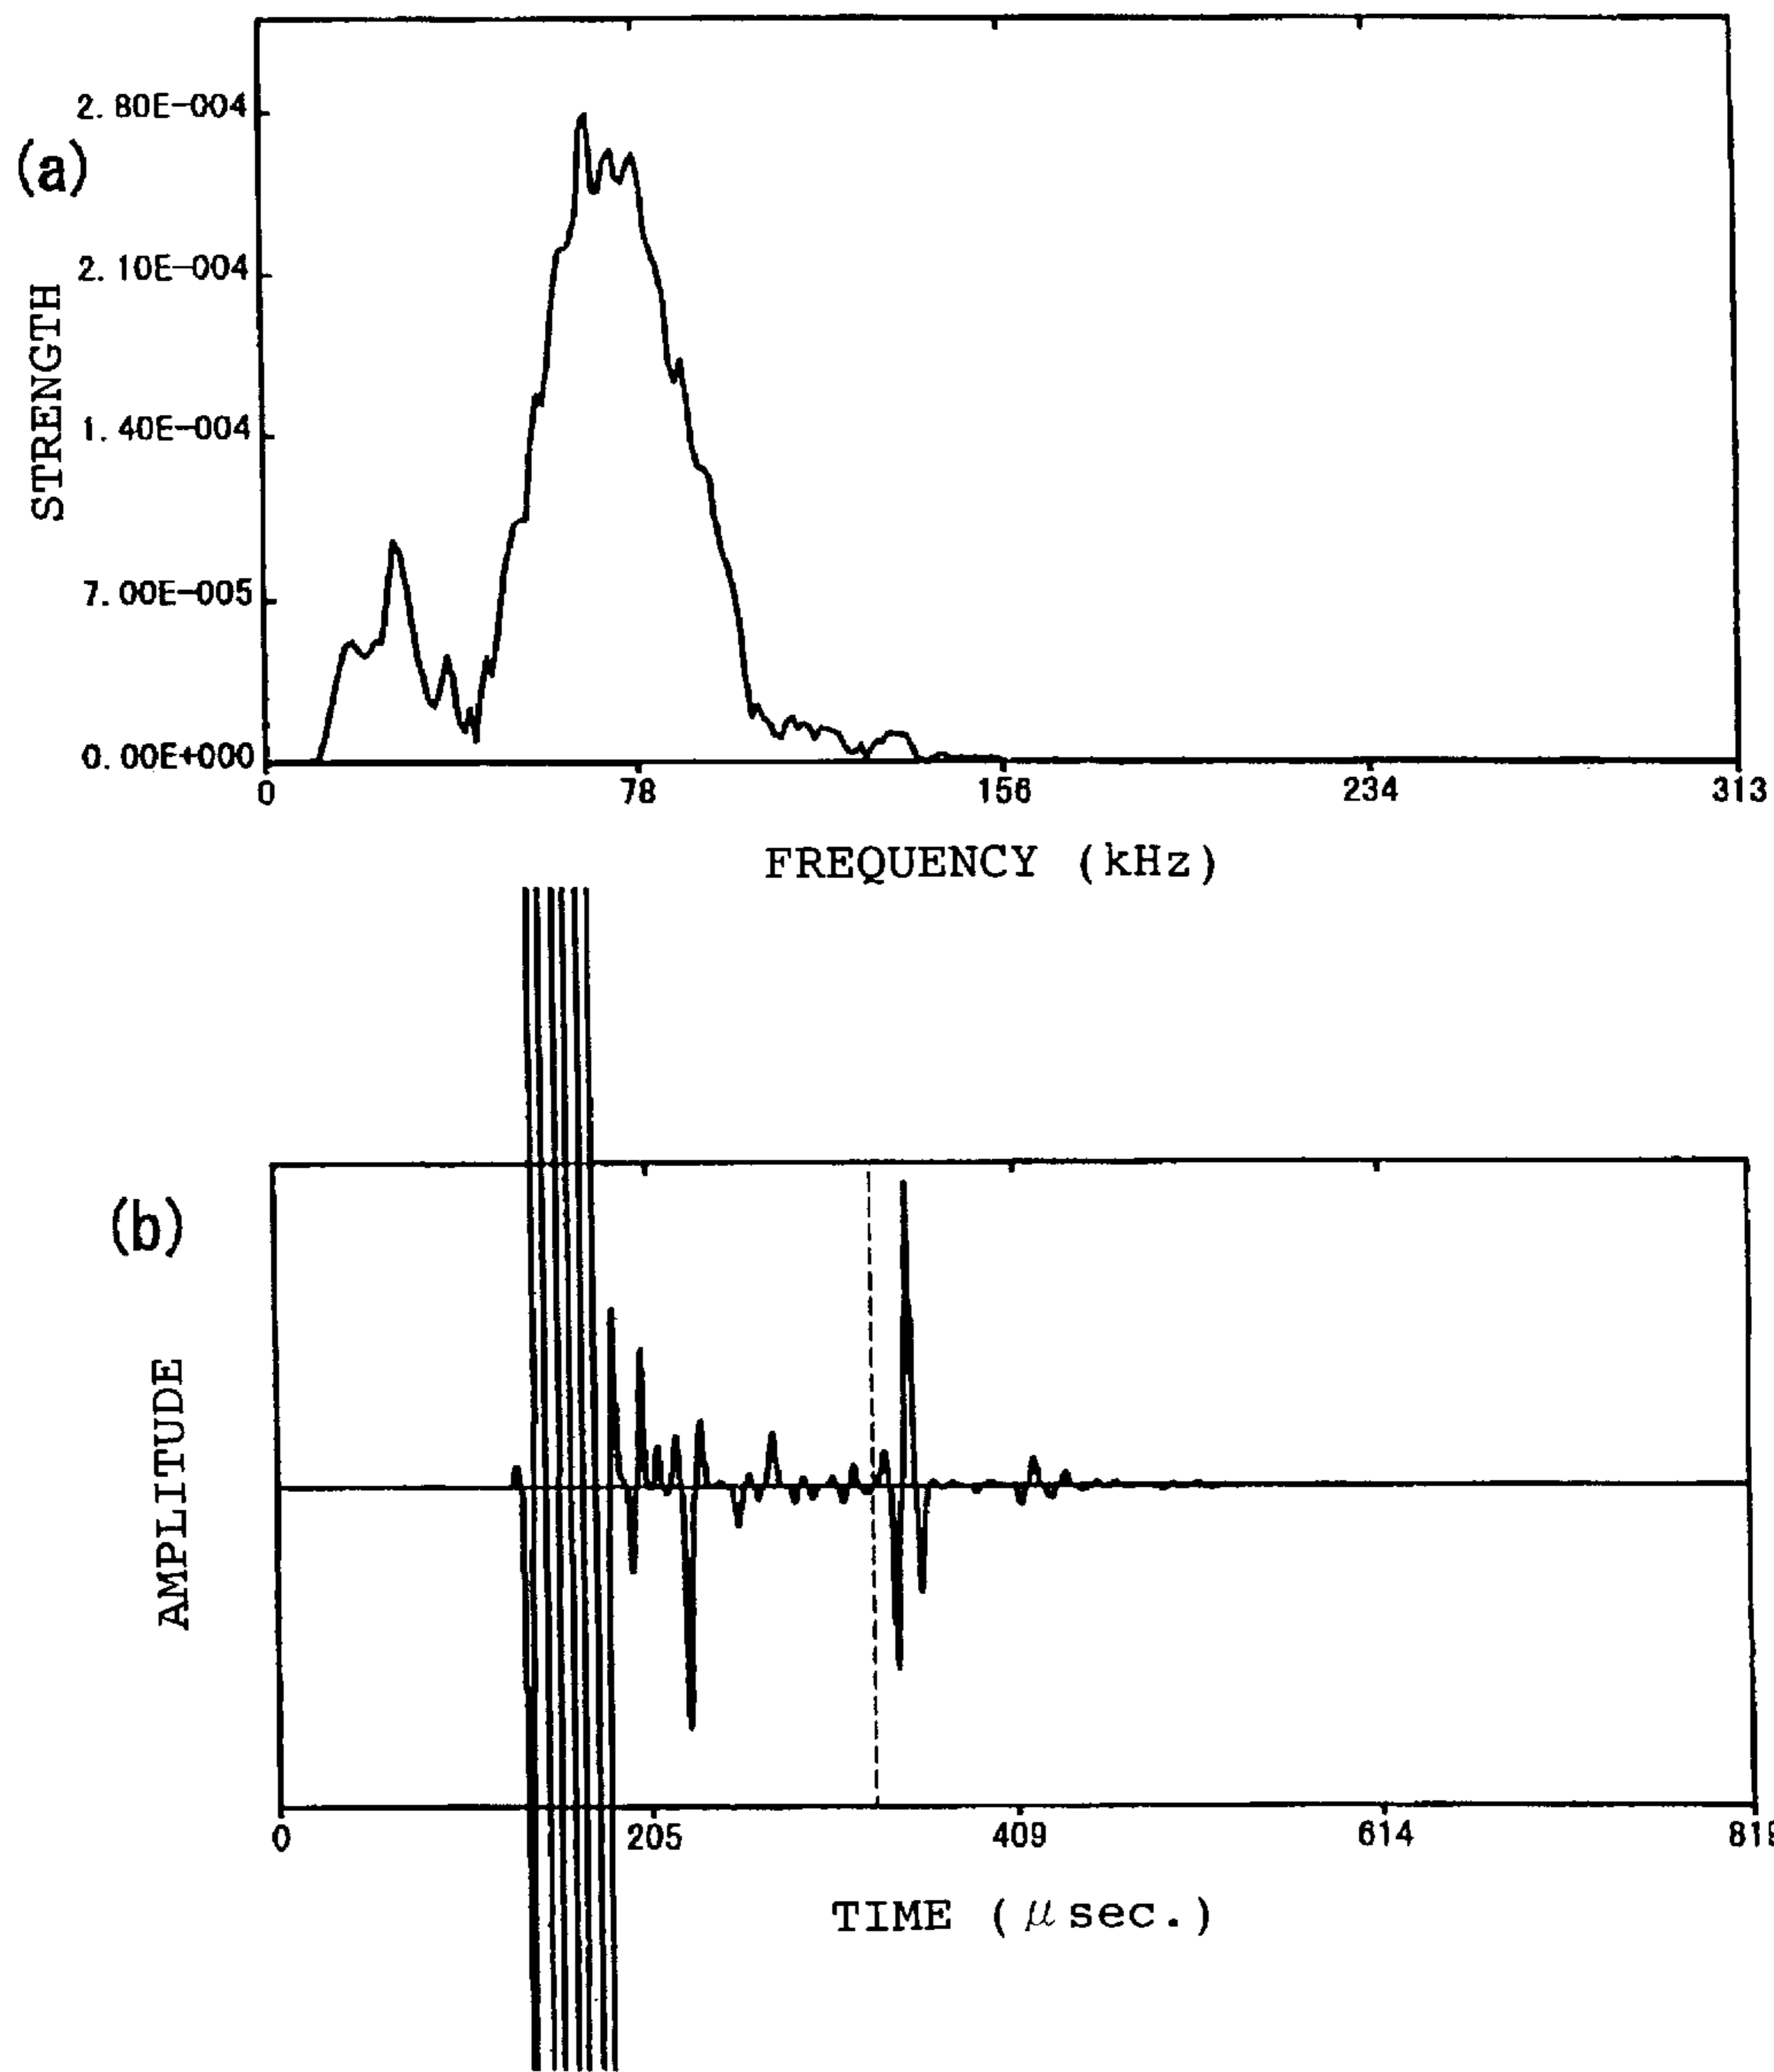 (a)
STRENGTH
2.80E-004
2.10E-004
1.40E-004
7.00E-005
0.00E+000
0 78 156 234 313
FREQUENCY (kHz)
(b)
AMPLITUDE
0 205 409 614 819
TIME (μsec.)